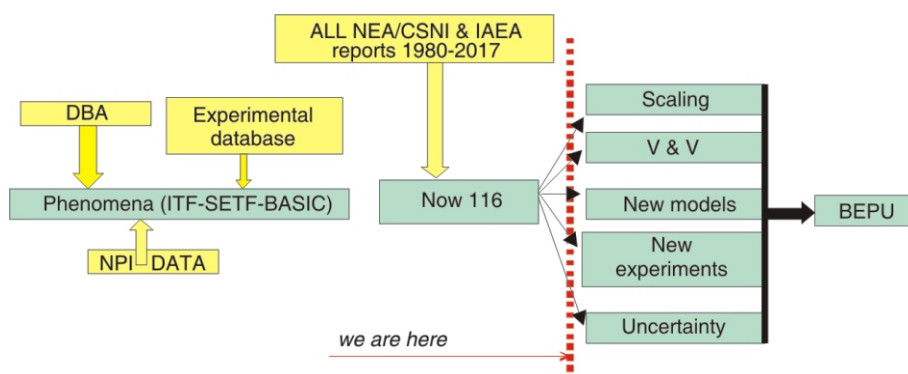 ALL NEA/CSNI & IAEA
reports 1980-2017
DBA
Experimental
database
Phenomena (ITF-SETF-BASIC)
NPI DATA
Now 116
Scaling
V & V
New models
New
experiments
Uncertainty
BEPU
we are here